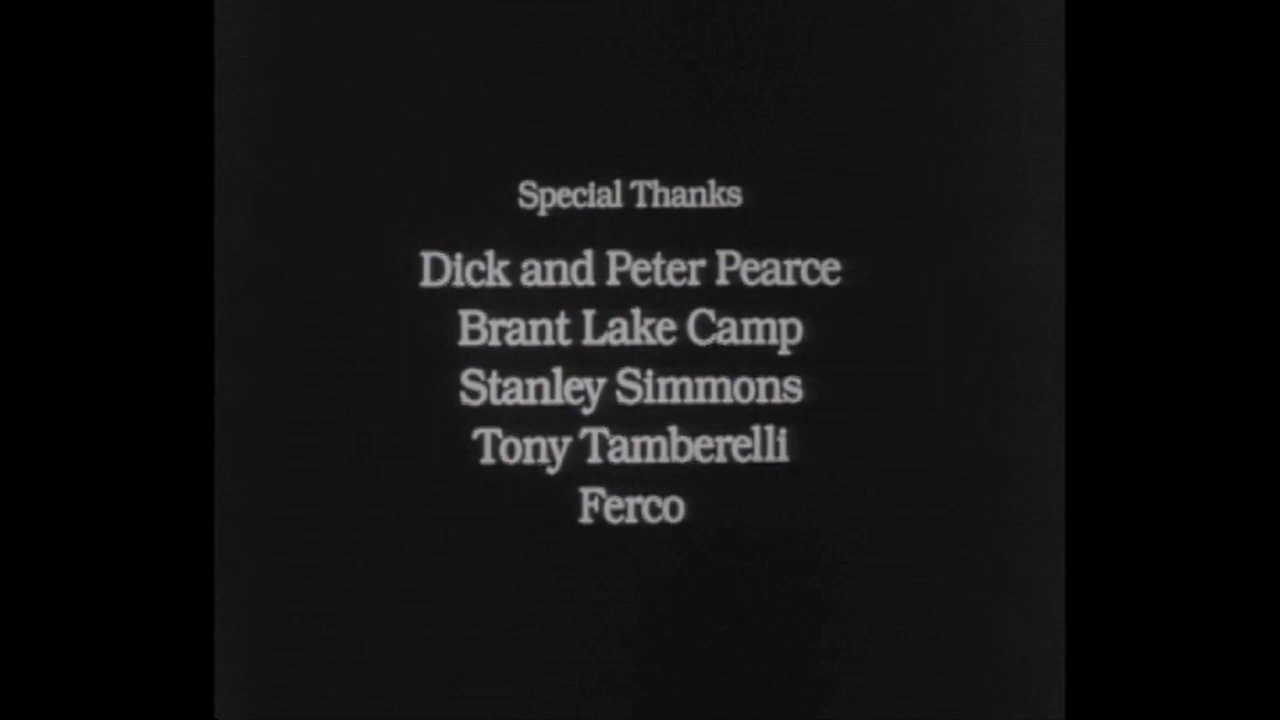 Special Thanks
Dick and Peter Pearce
Brant Lake Camp
Stanley Simmons
Tony Tamberelli
Ferco